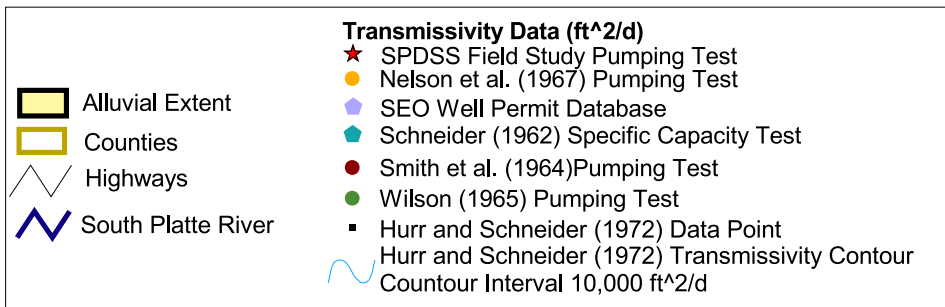 Transmissivity Data (ft^2/d)
SPDSS Field Study Pumping Test
Nelson et al. (1967) Pumping Test
SEO Well Permit Database
Schneider (1962) Specific Capacity Test
Smith et al. (1964)Pumping Test
Wilson (1965) Pumping Test
Hurr and Schneider (1972) Data Point
Hurr and Schneider (1972) Transmissivity Contour
Countour Interval 10,000 ft^2/d
Alluvial Extent
Counties
Highways
South Platte River